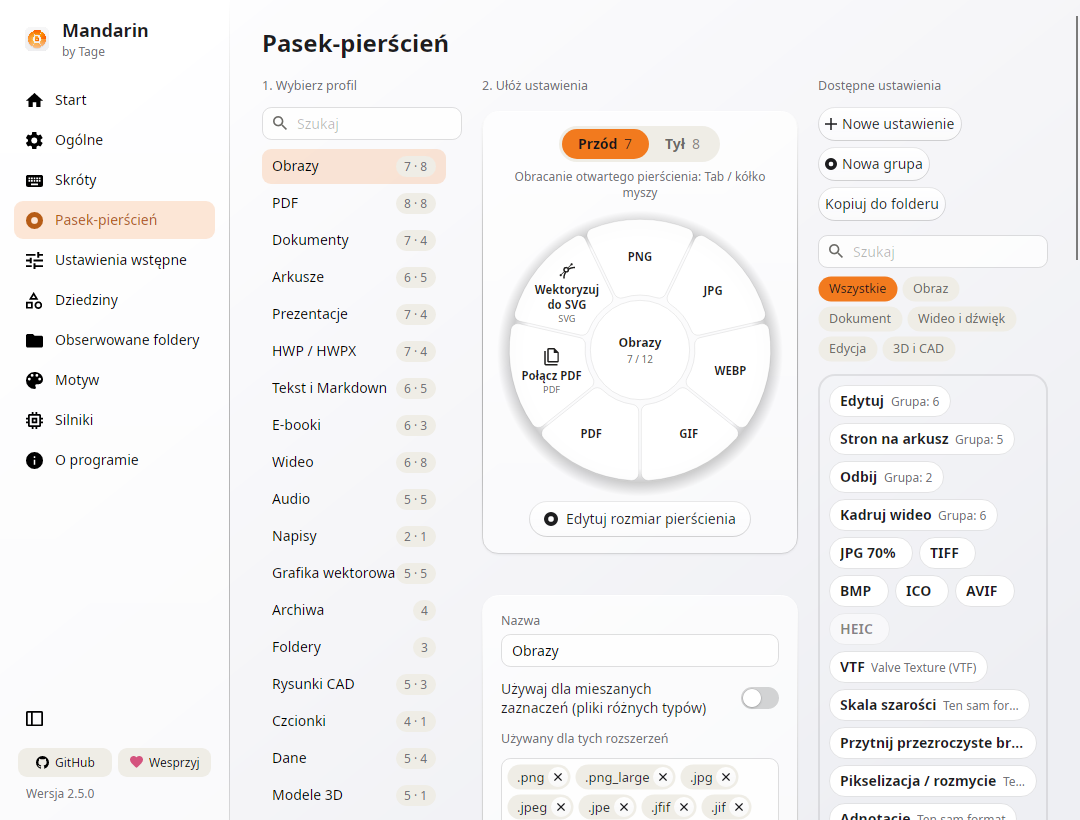 Mandarin
by Tage
Start
Ogólne
Skróty
Pasek-pierścień
Ustawienia wstępne
Dziedziny
Obserwowane foldery
Motyw
Silniki
O programie
GitHub
Wesprzyj
Wersja 2.5.0
Pasek-pierścień
1. Wybierz profil
Szukaj
Obrazy 7 · 8
PDF 8 · 8
Dokumenty 7 · 4
Arkusze 6 · 5
Prezentacje 7 · 4
HWP / HWPX 7 · 4
Tekst i Markdown 6 · 5
E-booki 6 · 3
Wideo 6 · 8
Audio 5 · 5
Napisy 2 · 1
Grafika wektorowa 5 · 5
Archiwa 4
Foldery 3
Rysunki CAD 5 · 3
Czcionki 4 · 1
Dane 5 · 4
Modele 3D 5 · 1
2. Ułóż ustawienia
Przód 7 Tył 8
Obracanie otwartego pierścienia: Tab / kółko
myszy
PNG
JPG
WEBP
GIF
PDF
Połącz PDF
PDF
Wektoryzuj
do SVG
SVG
Obrazy
7 / 12
Edytuj rozmiar pierścienia
Nazwa
Obrazy
Używaj dla mieszanych
zaznaczeń (pliki różnych typów)
Używany dla tych rozszerzeń
.png .png_large .jpg
.jpeg .jpe .jfif .jif
Dostępne ustawienia
Nowe ustawienie
Nowa grupa
Kopiuj do folderu
Szukaj
Wszystkie Obraz
Dokument Wideo i dźwięk
Edycja 3D i CAD
Edytuj Grupa: 6
Stron na arkusz Grupa: 5
Odbij Grupa: 2
Kadruj wideo Grupa: 6
JPG 70% TIFF
BMP ICO AVIF
HEIC
VTF Valve Texture (VTF)
Skala szarości Ten sam for...
Przytnij przezroczyste br...
Pikselizacja / rozmycie Te...
Adnotacje Ten sam format